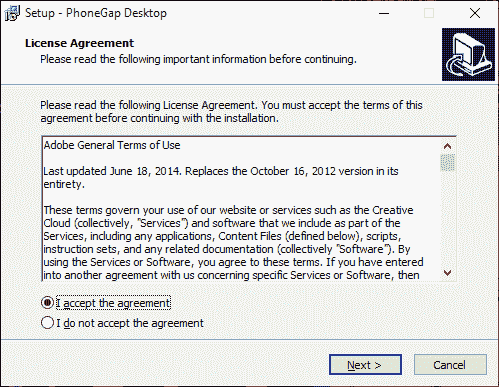 Setup - PhoneGap Desktop
License Agreement
Please read the following important information before continuing.
Please read the following License Agreement. You must accept the terms of this
agreement before continuing with the installation.
Adobe General Terms of Use
Last updated June 18, 2014. Replaces the October 16, 2012 version in its
entirety.
These terms govern your use of our website or services such as the Creative
Cloud (collectively, "Services") and software that we include as part of the
Services, including any applications, Content Files (defined below), scripts,
instruction sets, and any related documentation (collectively "Software"). By
using the Services or Software, you agree to these terms. If you have entered
into another agreement with us concerning specific Services or Software, then
I accept the agreement
I do not accept the agreement
Next >
Cancel